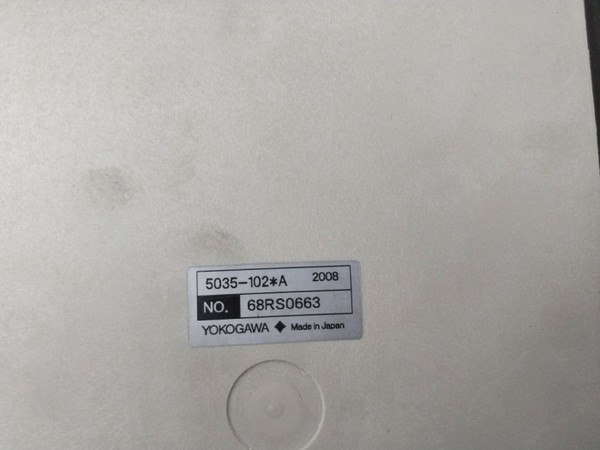 5035-102*A 2008
NO. 68RS0663
YOKOGAWA ◆ Made in Japan